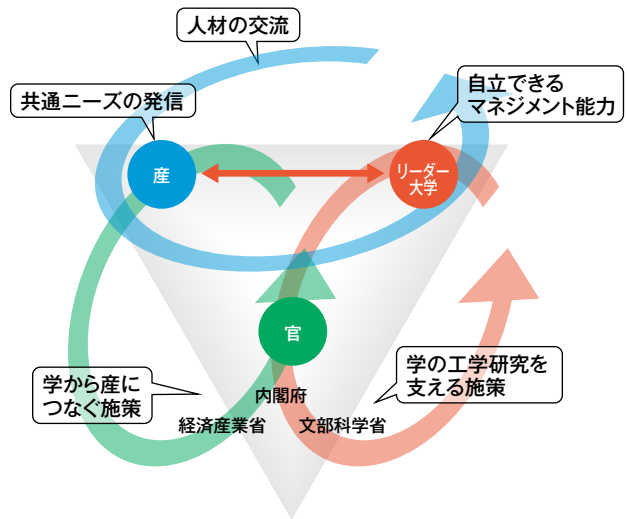 人材の交流
共通ニーズの発信
自立できる
マネジメント能力
産
リーダー
大学
官
学から産に
つなぐ施策
学の工学研究を
支える施策
内閣府
経済産業省
文部科学省